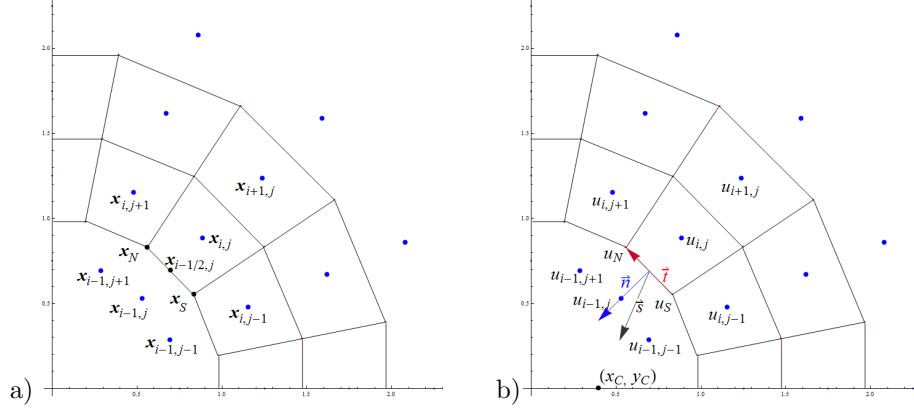 a)
2.0
1.5
1.0
0.5
0.5
1.0
1.5
2.0
x_{i,j+1}
x_{i+1,j}
x_{i,j}
x_N
x_{i-1/2,j}
x_{i-1,j+1}
x_S
x_{i-1,j}
x_{i,j-1}
x_{i-1,j-1}
b)
2.0
1.5
1.0
0.5
0.5
1.0
1.5
2.0
u_{i,j+1}
u_{i+1,j}
u_{i,j}
u_N
u_{i-1,j+1}
n⃗
t⃗
u_{i-1,j}
s⃗
u_S
u_{i,j-1}
u_{i-1,j-1}
(x_C, y_C)